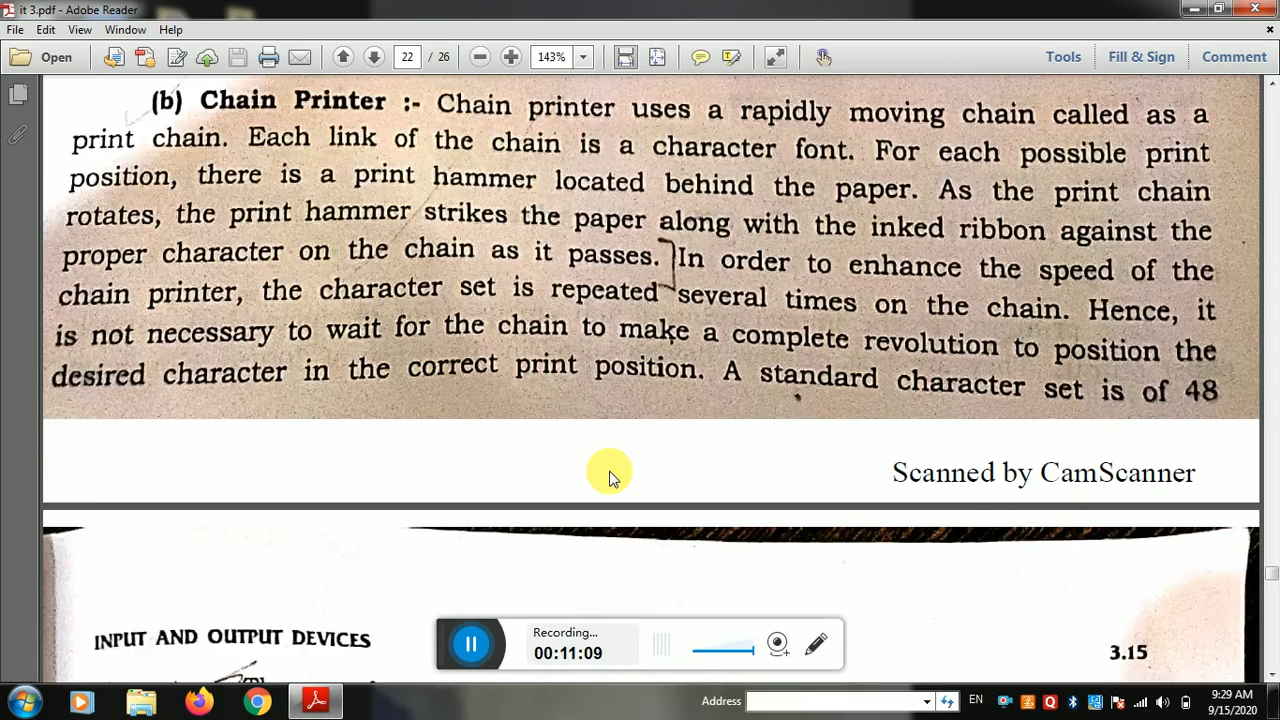 it 3.pdf - Adobe Reader
File Edit View Window Help
Open 22 / 26 143% Tools Fill & Sign Comment
(b) Chain Printer :- Chain printer uses a rapidly moving chain called as a
print chain. Each link of the chain is a character font. For each possible print
position, there is a print hammer located behind the paper. As the print chain
rotates, the print hammer strikes the paper along with the inked ribbon against the
proper character on the chain as it passes. In order to enhance the speed of the
chain printer, the character set is repeated several times on the chain. Hence, it
is not necessary to wait for the chain to make a complete revolution to position the
desired character in the correct print position. A standard character set is of 48
Scanned by CamScanner
INPUT AND OUTPUT DEVICES
3.15
Recording...
00:11:09
Address
EN
9:29 AM
9/15/2020